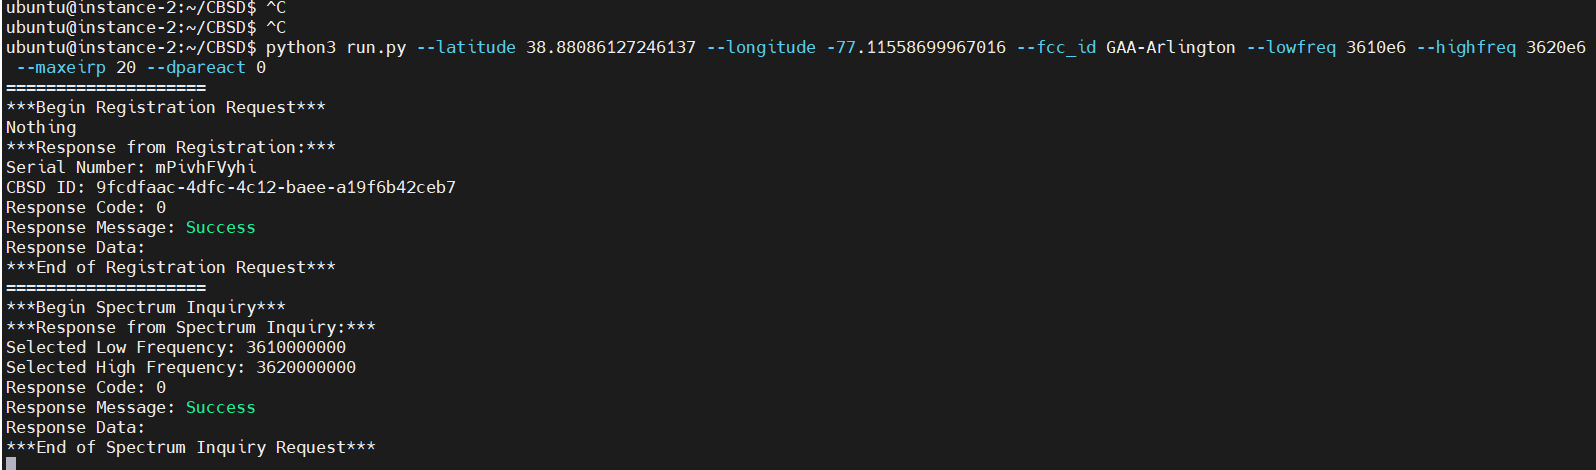 ubuntu@instance-2:~/CBSD$ ^C
ubuntu@instance-2:~/CBSD$ ^C
ubuntu@instance-2:~/CBSD$ python3 run.py --latitude 38.88086127246137 --longitude -77.11558699967016 --fcc_id GAA-Arlington --lowfreq 3610e6 --highfreq 3620e6
--maxeirp 20 --dpareact 0
====================
***Begin Registration Request***
Nothing
***Response from Registration:***
Serial Number: mPivhFVyhi
CBSD ID: 9fcdfaac-4dfc-4c12-baee-a19f6b42ceb7
Response Code: 0
Response Message: Success
Response Data:
***End of Registration Request***
====================
***Begin Spectrum Inquiry***
***Response from Spectrum Inquiry:***
Selected Low Frequency: 3610000000
Selected High Frequency: 3620000000
Response Code: 0
Response Message: Success
Response Data:
***End of Spectrum Inquiry Request***